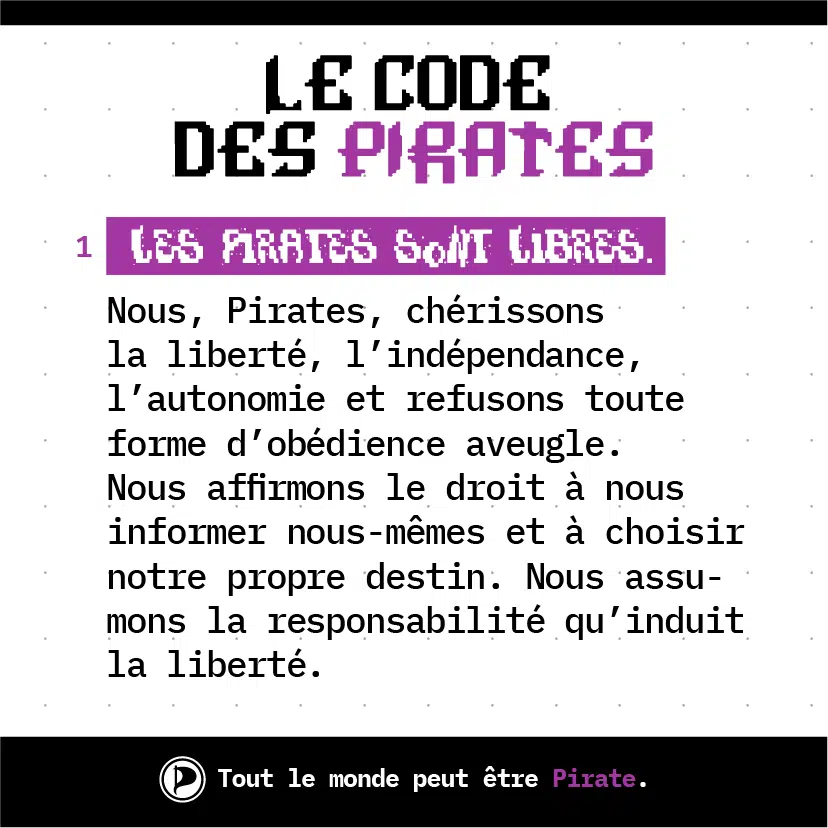 LE CODE
DES PIRATES
1 LES PIRATES SONT LIBRES.
Nous, Pirates, chérissons
la liberté, l’indépendance,
l’autonomie et refusons toute
forme d’obédience aveugle.
Nous affirmons le droit à nous
informer nous-mêmes et à choisir
notre propre destin. Nous assu-
mons la responsabilité qu’induit
la liberté.
Tout le monde peut être Pirate.